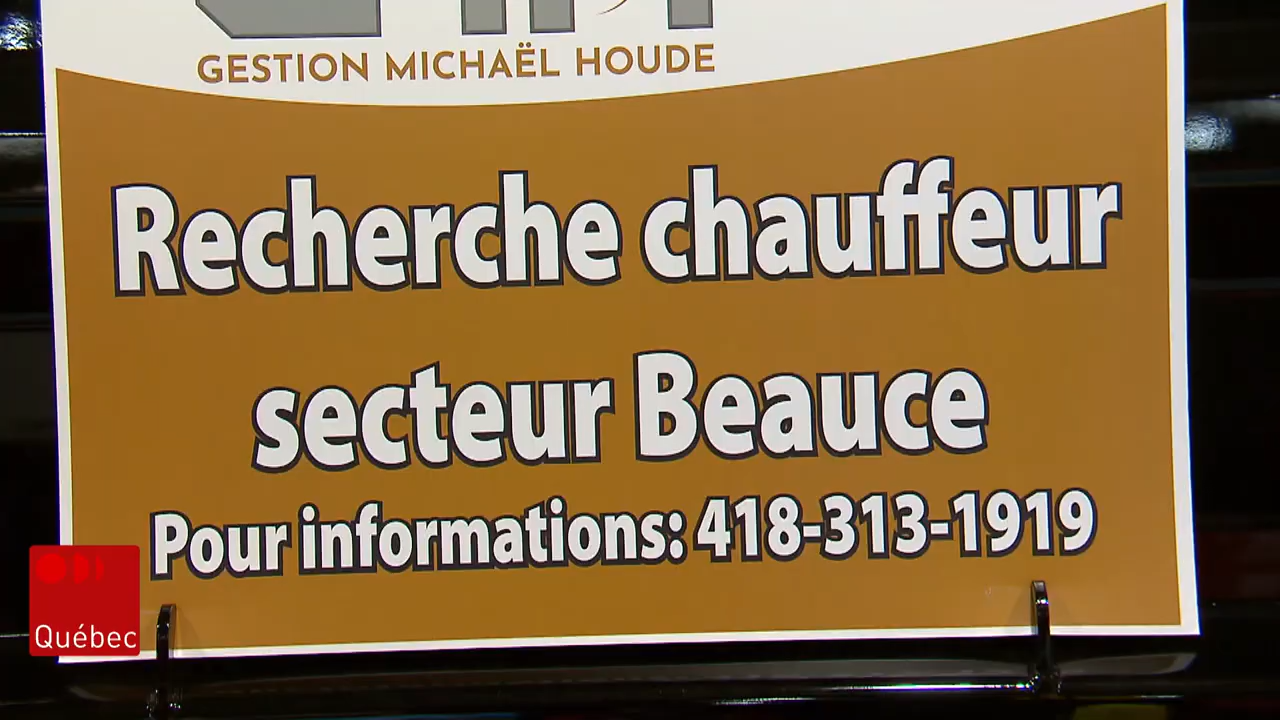 GESTION MICHAËL HOUDE
Recherche chauffeur
secteur Beauce
Pour informations: 418-313-1919
Québec